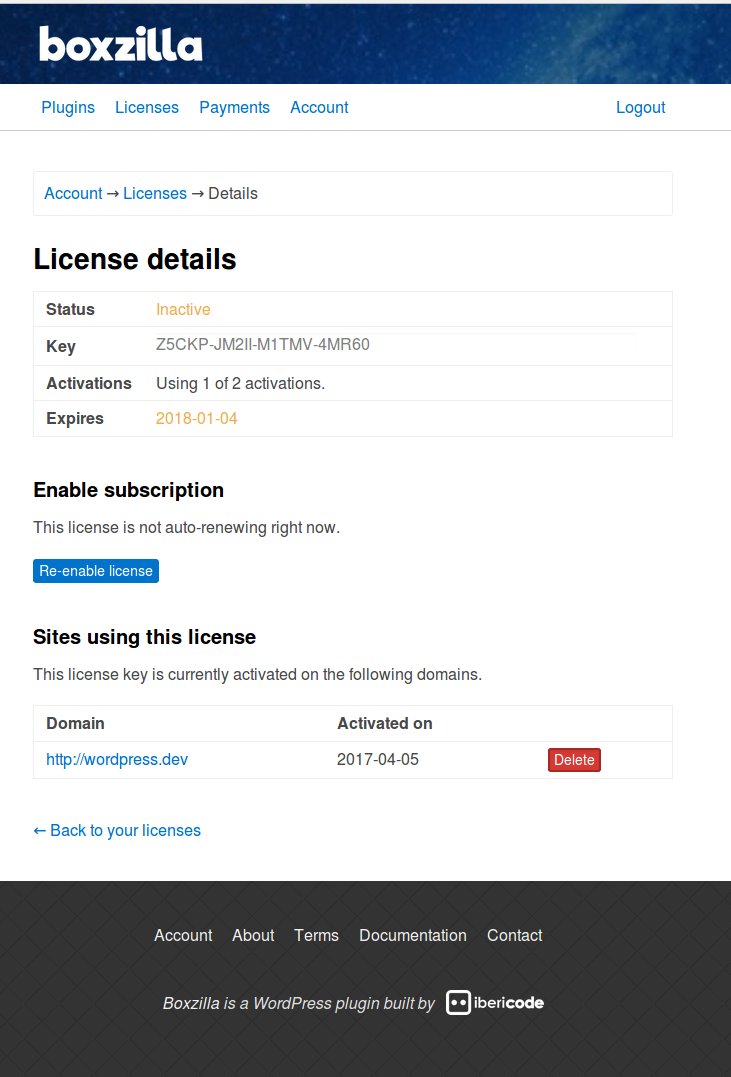 boxzilla
Plugins Licenses Payments Account Logout
Account → Licenses → Details
License details
Status Inactive
Key Z5CKP-JM2II-M1TMV-4MR60
Activations Using 1 of 2 activations.
Expires 2018-01-04
Enable subscription
This license is not auto-renewing right now.
Re-enable license
Sites using this license
This license key is currently activated on the following domains.
Domain Activated on
http://wordpress.dev 2017-04-05 Delete
← Back to your licenses
Account About Terms Documentation Contact
Boxzilla is a WordPress plugin built by ibericode